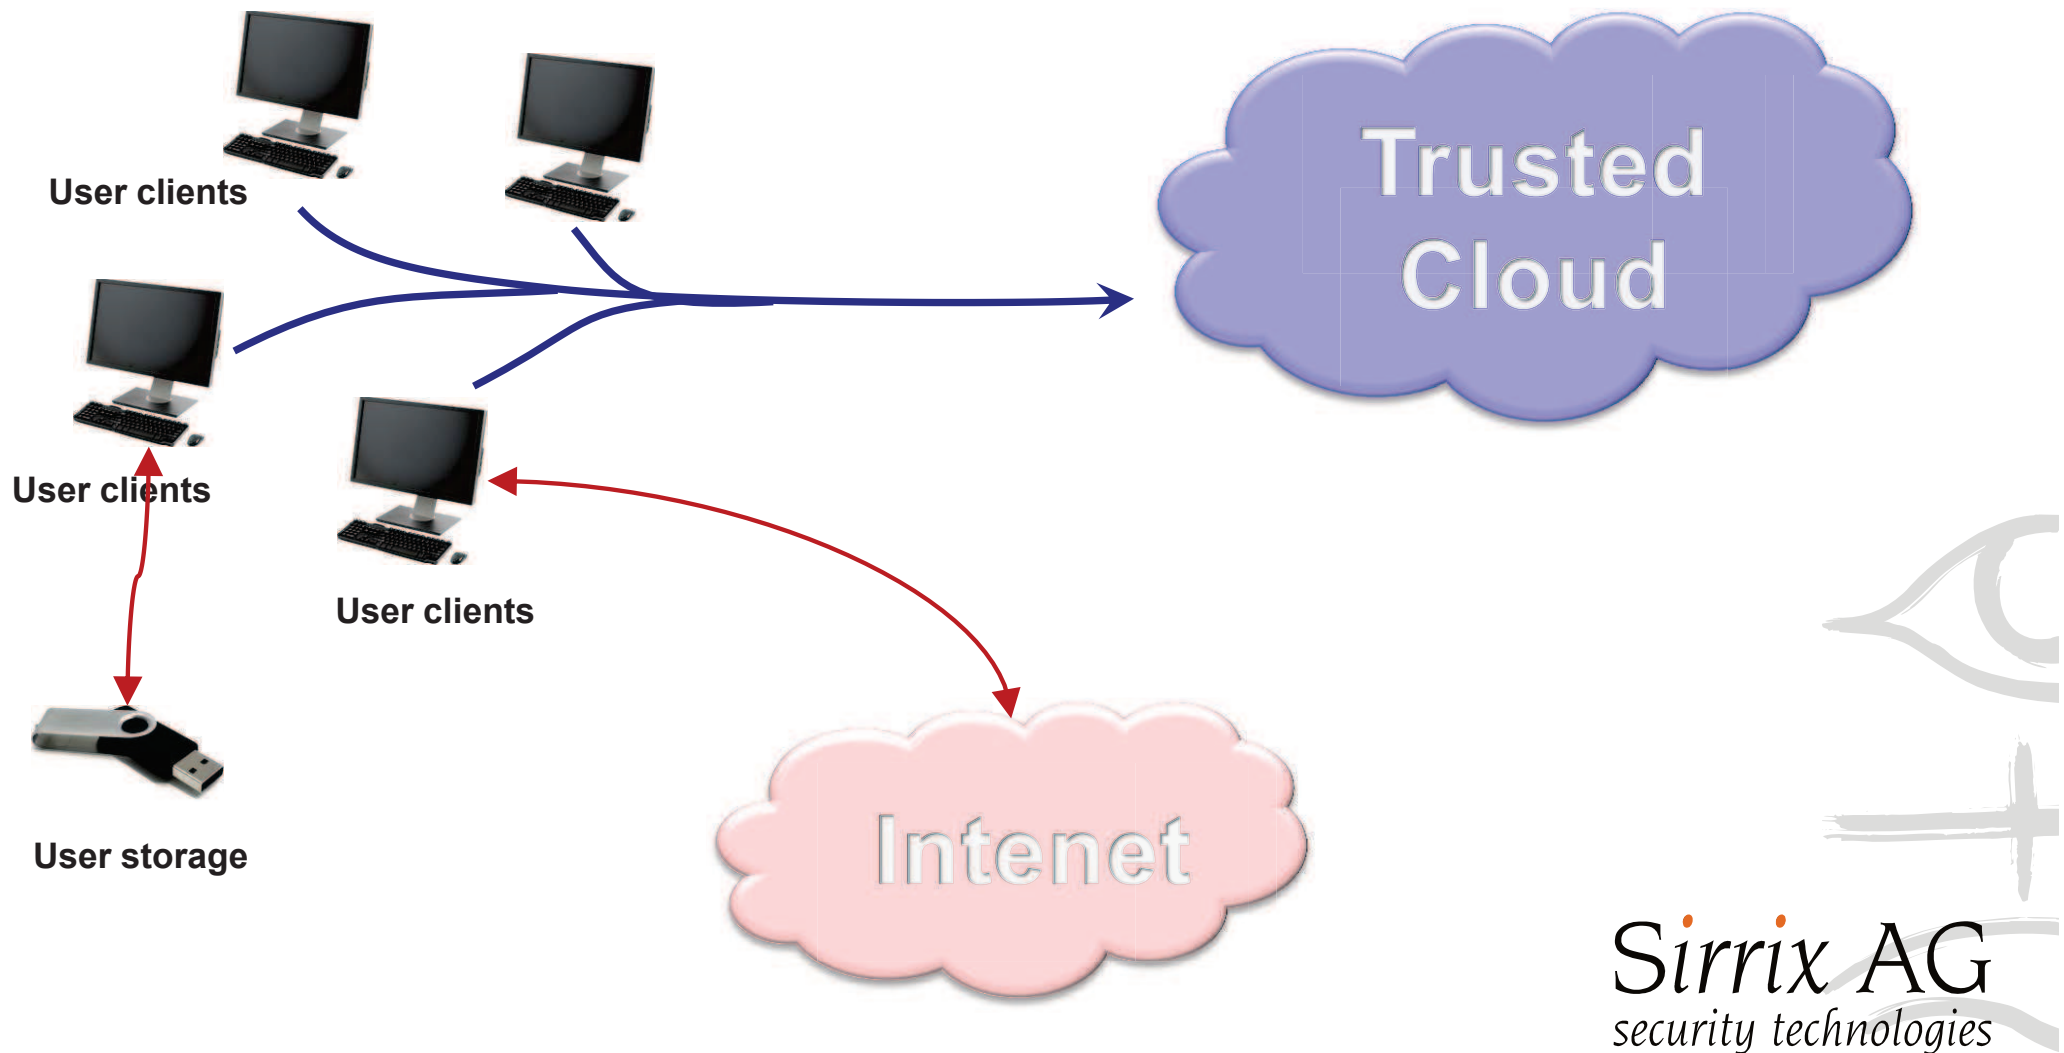 User clients
Trusted
Cloud
User clients
User clients
User storage
Intenet
Sirrix AG
security technologies